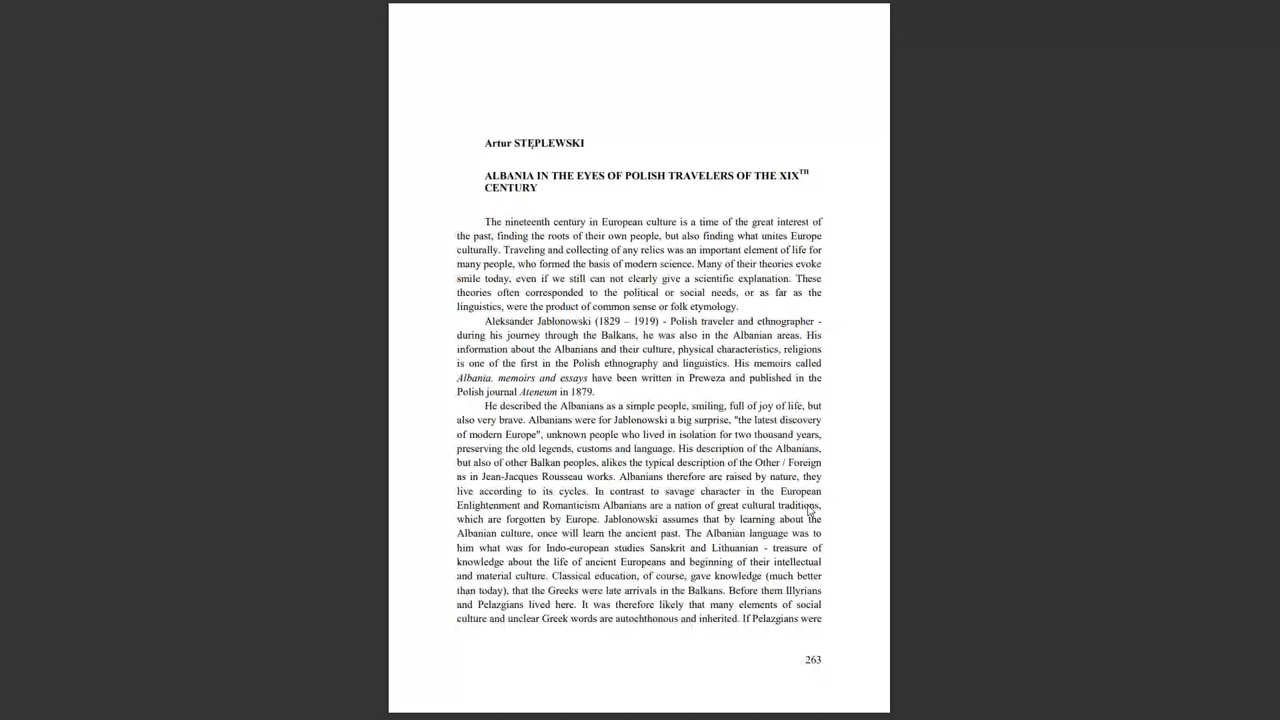 Artur STĘPLEWSKI
ALBANIA IN THE EYES OF POLISH TRAVELERS OF THE XIXTH
CENTURY
The nineteenth century in European culture is a time of the great interest of
the past, finding the roots of their own people, but also finding what unites Europe
culturally. Traveling and collecting of any relics was an important element of life for
many people, who formed the basis of modern science. Many of their theories evoke
smile today, even if we still can not clearly give a scientific explanation. These
theories often corresponded to the political or social needs, or as far as the
linguistics, were the product of common sense or folk etymology.
Aleksander Jabłonowski (1829 – 1919) - Polish traveler and ethnographer -
during his journey through the Balkans, he was also in the Albanian areas. His
information about the Albanians and their culture, physical characteristics, religions
is one of the first in the Polish ethnography and linguistics. His memoirs called
Albania. memoirs and essays have been written in Preweza and published in the
Polish journal Ateneum in 1879.
He described the Albanians as a simple people, smiling, full of joy of life, but
also very brave. Albanians were for Jabłonowski a big surprise, "the latest discovery
of modern Europe", unknown people who lived in isolation for two thousand years,
preserving the old legends, customs and language. His description of the Albanians,
but also of other Balkan peoples, alikes the typical description of the Other / Foreign
as in Jean-Jacques Rousseau works. Albanians therefore are raised by nature, they
live according to its cycles. In contrast to savage character in the European
Enlightenment and Romanticism Albanians are a nation of great cultural traditions,
which are forgotten by Europe. Jabłonowski assumes that by learning about the
Albanian culture, once will learn the ancient past. The Albanian language was to
him what was for Indo-european studies Sanskrit and Lithuanian - treasure of
knowledge about the life of ancient Europeans and beginning of their intellectual
and material culture. Classical education, of course, gave knowledge (much better
than today), that the Greeks were late arrivals in the Balkans. Before them Illyrians
and Pelazgians lived here. It was therefore likely that many elements of social
culture and unclear Greek words are autochthonous and inherited. If Pelazgians were
263